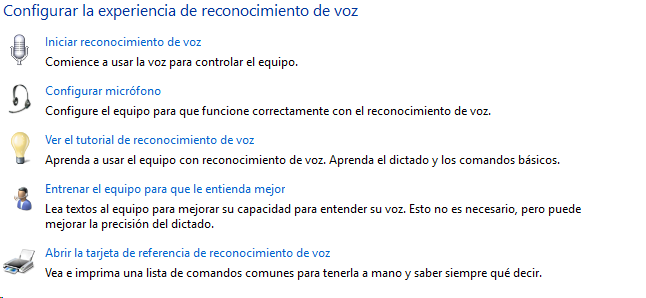 Configurar la experiencia de reconocimiento de voz
Iniciar reconocimiento de voz
Comience a usar la voz para controlar el equipo.
Configurar micrófono
Configure el equipo para que funcione correctamente con el reconocimiento de voz.
Ver el tutorial de reconocimiento de voz
Aprenda a usar el equipo con reconocimiento de voz. Aprenda el dictado y los comandos básicos.
Entrenar el equipo para que le entienda mejor
Lea textos al equipo para mejorar su capacidad para entender su voz. Esto no es necesario, pero puede
mejorar la precisión del dictado.
Abrir la tarjeta de referencia de reconocimiento de voz
Vea e imprima una lista de comandos comunes para tenerla a mano y saber siempre qué decir.